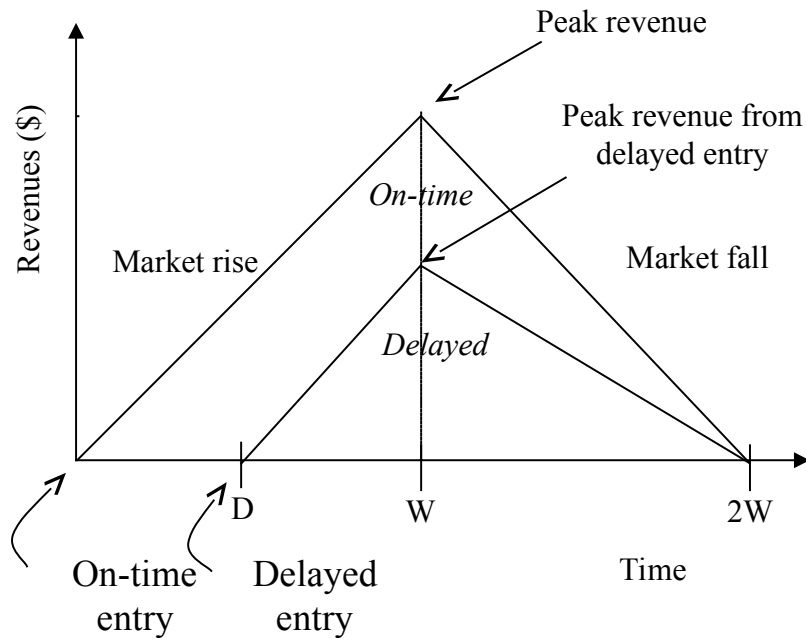 Peak revenue
Peak revenue from
delayed entry
Revenues ($)
On-time
Market rise
Market fall
Delayed
D
W
2W
On-time
entry
Delayed
entry
Time